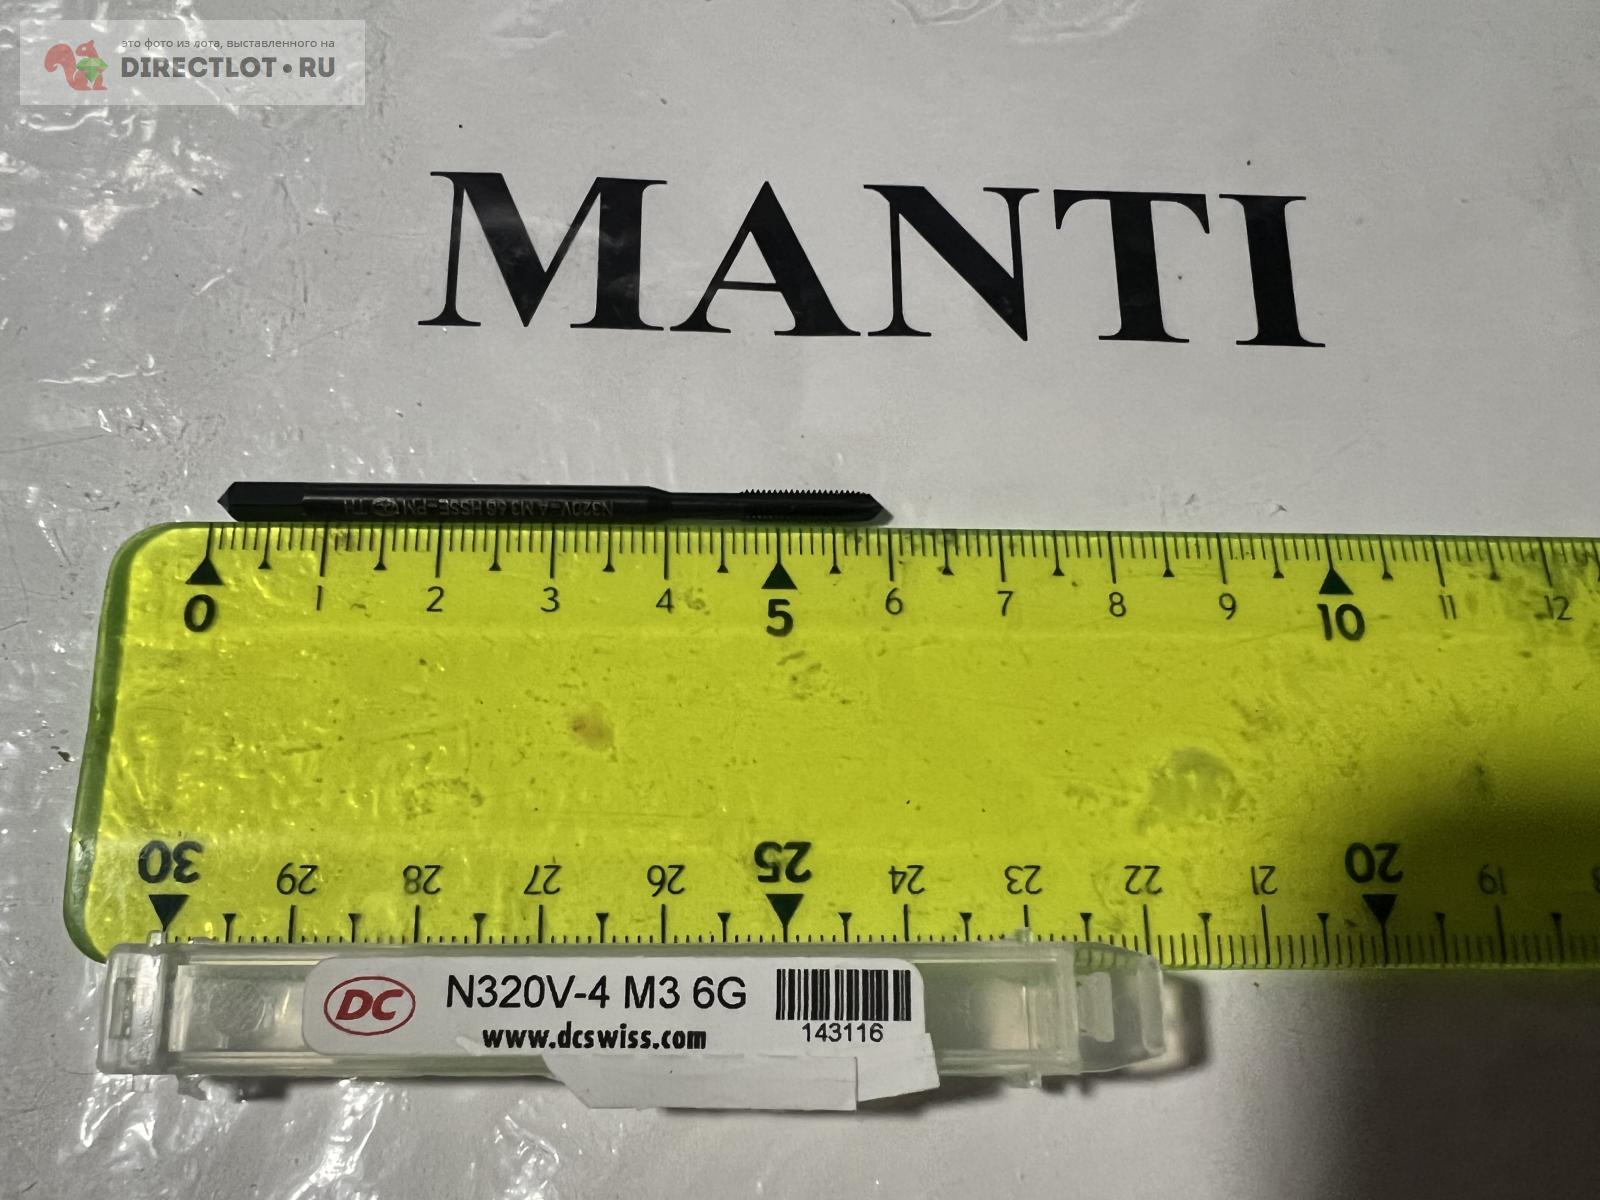 это фото из лота, выставленного на
DIRECTLOT•RU
MANTI
N320V-4 M3 6G HSSE-PM DC TH
0 1 2 3 4 5 6 7 8 9 10 11 12
30 29 28 27 26 25 24 23 22 21 20 19
DC N320V-4 M3 6G
www.dcswiss.com
143116